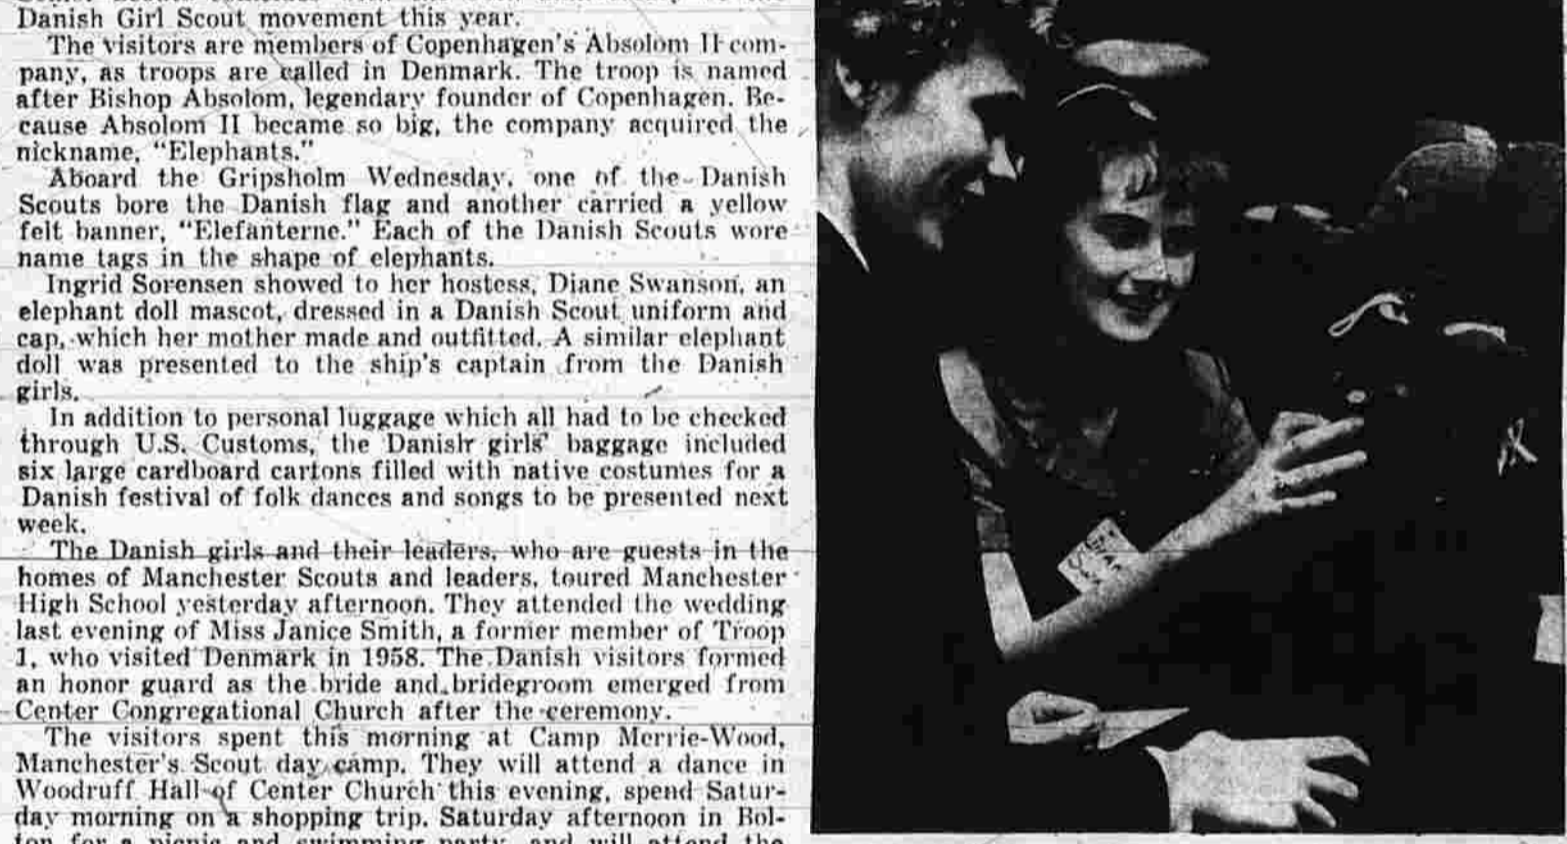 Danish Girl Scout movement this year.
The visitors are members of Copenhagen's Absolom II com-
pany, as troops are called in Denmark. The troop is named
after Bishop Absolom, legendary founder of Copenhagen. Be-
cause Absolom II became so big, the company acquired the
nickname, "Elephants."
Aboard the Gripsholm Wednesday, one of the Danish
Scouts bore the Danish flag and another carried a yellow
felt banner, "Elefanterne." Each of the Danish Scouts wore
name tags in the shape of elephants.
Ingrid Sorensen showed to her hostess, Diane Swanson, an
elephant doll mascot, dressed in a Danish Scout uniform and
cap, which her mother made and outfitted. A similar elephant
doll was presented to the ship's captain from the Danish
girls.
In addition to personal luggage which all had to be checked
through U.S. Customs, the Danish girls' baggage included
six large cardboard cartons filled with native costumes for a
Danish festival of folk dances and songs to be presented next
week.
The Danish girls and their leaders, who are guests in the
homes of Manchester Scouts and leaders, toured Manchester
High School yesterday afternoon. They attended the wedding
last evening of Miss Janice Smith, a former member of Troop
1, who visited Denmark in 1958. The Danish visitors formed
an honor guard as the bride and bridegroom emerged from
Center Congregational Church after the ceremony.
The visitors spent this morning at Camp Merrie-Wood,
Manchester's Scout day camp. They will attend a dance in
Woodruff Hall of Center Church this evening, spend Satur-
day morning on a shopping trip, Saturday afternoon in Bol-
ton for a picnic and swimming party, and will attend the